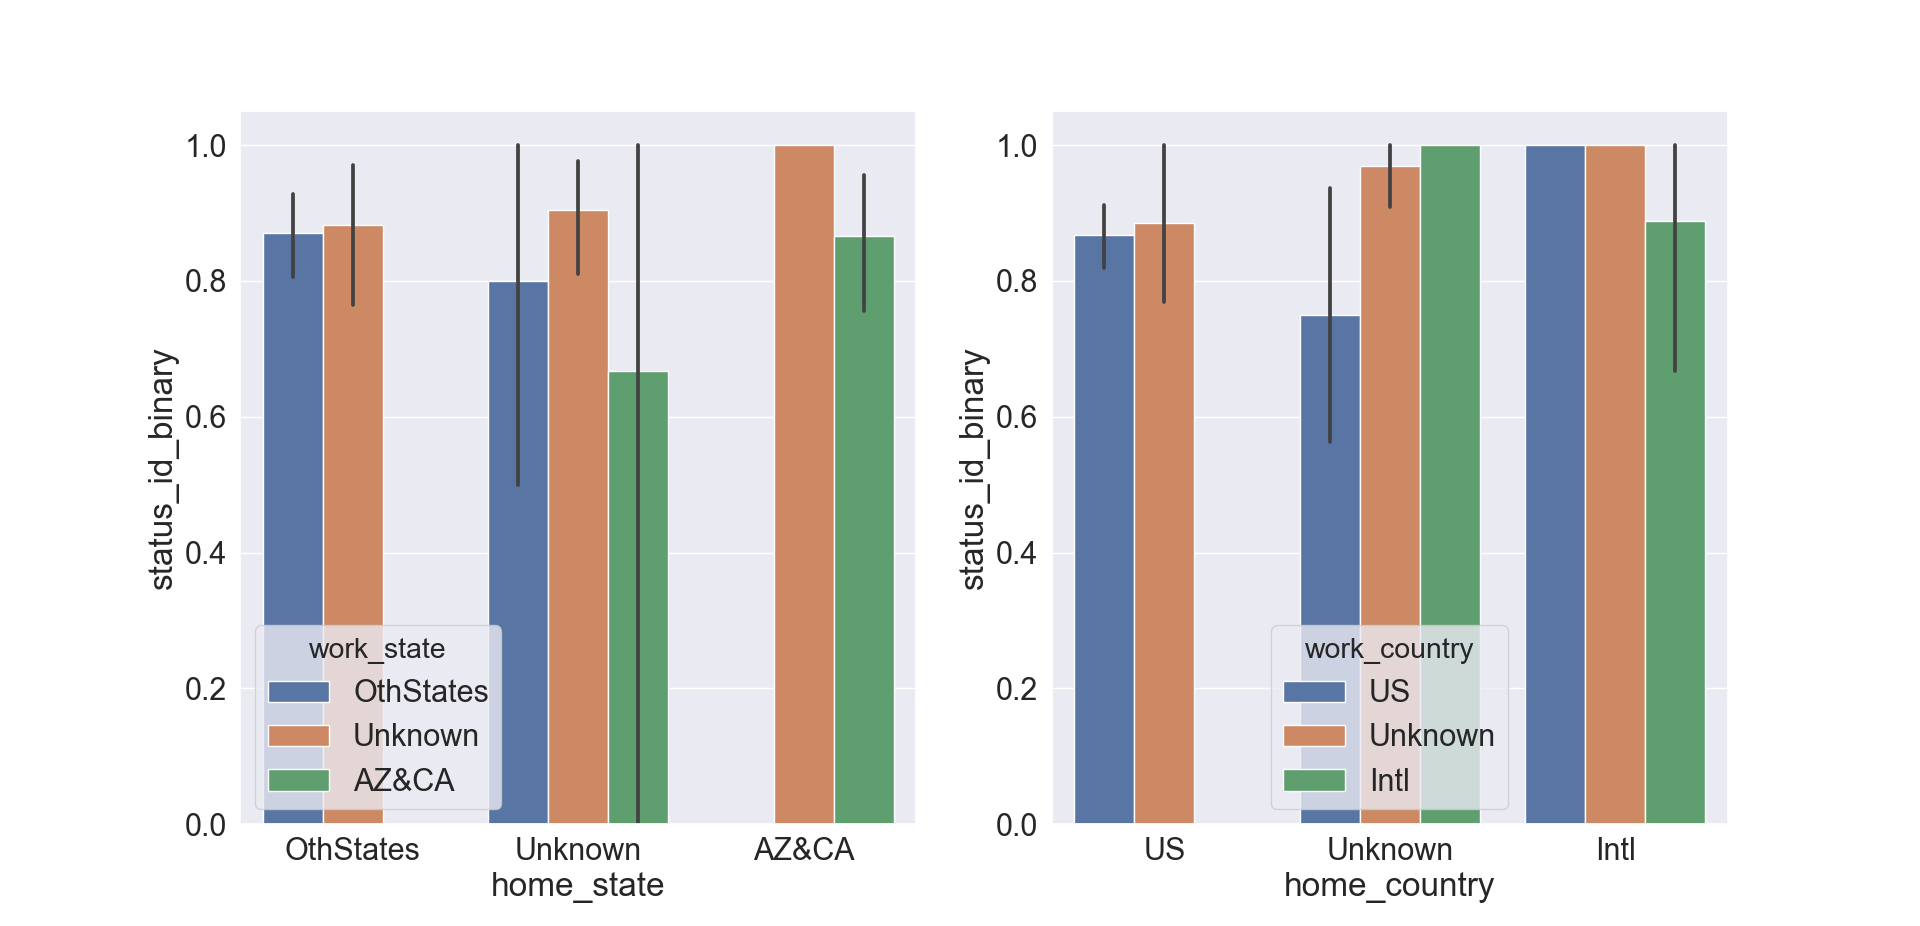 1.0
0.8
0.6
0.4
0.2
0.0
status_id_binary
work_state
OthStates
Unknown
AZ&CA
OthStates Unknown AZ&CA
home_state
1.0
0.8
0.6
0.4
0.2
0.0
status_id_binary
work_country
US
Unknown
Intl
US Unknown Intl
home_country